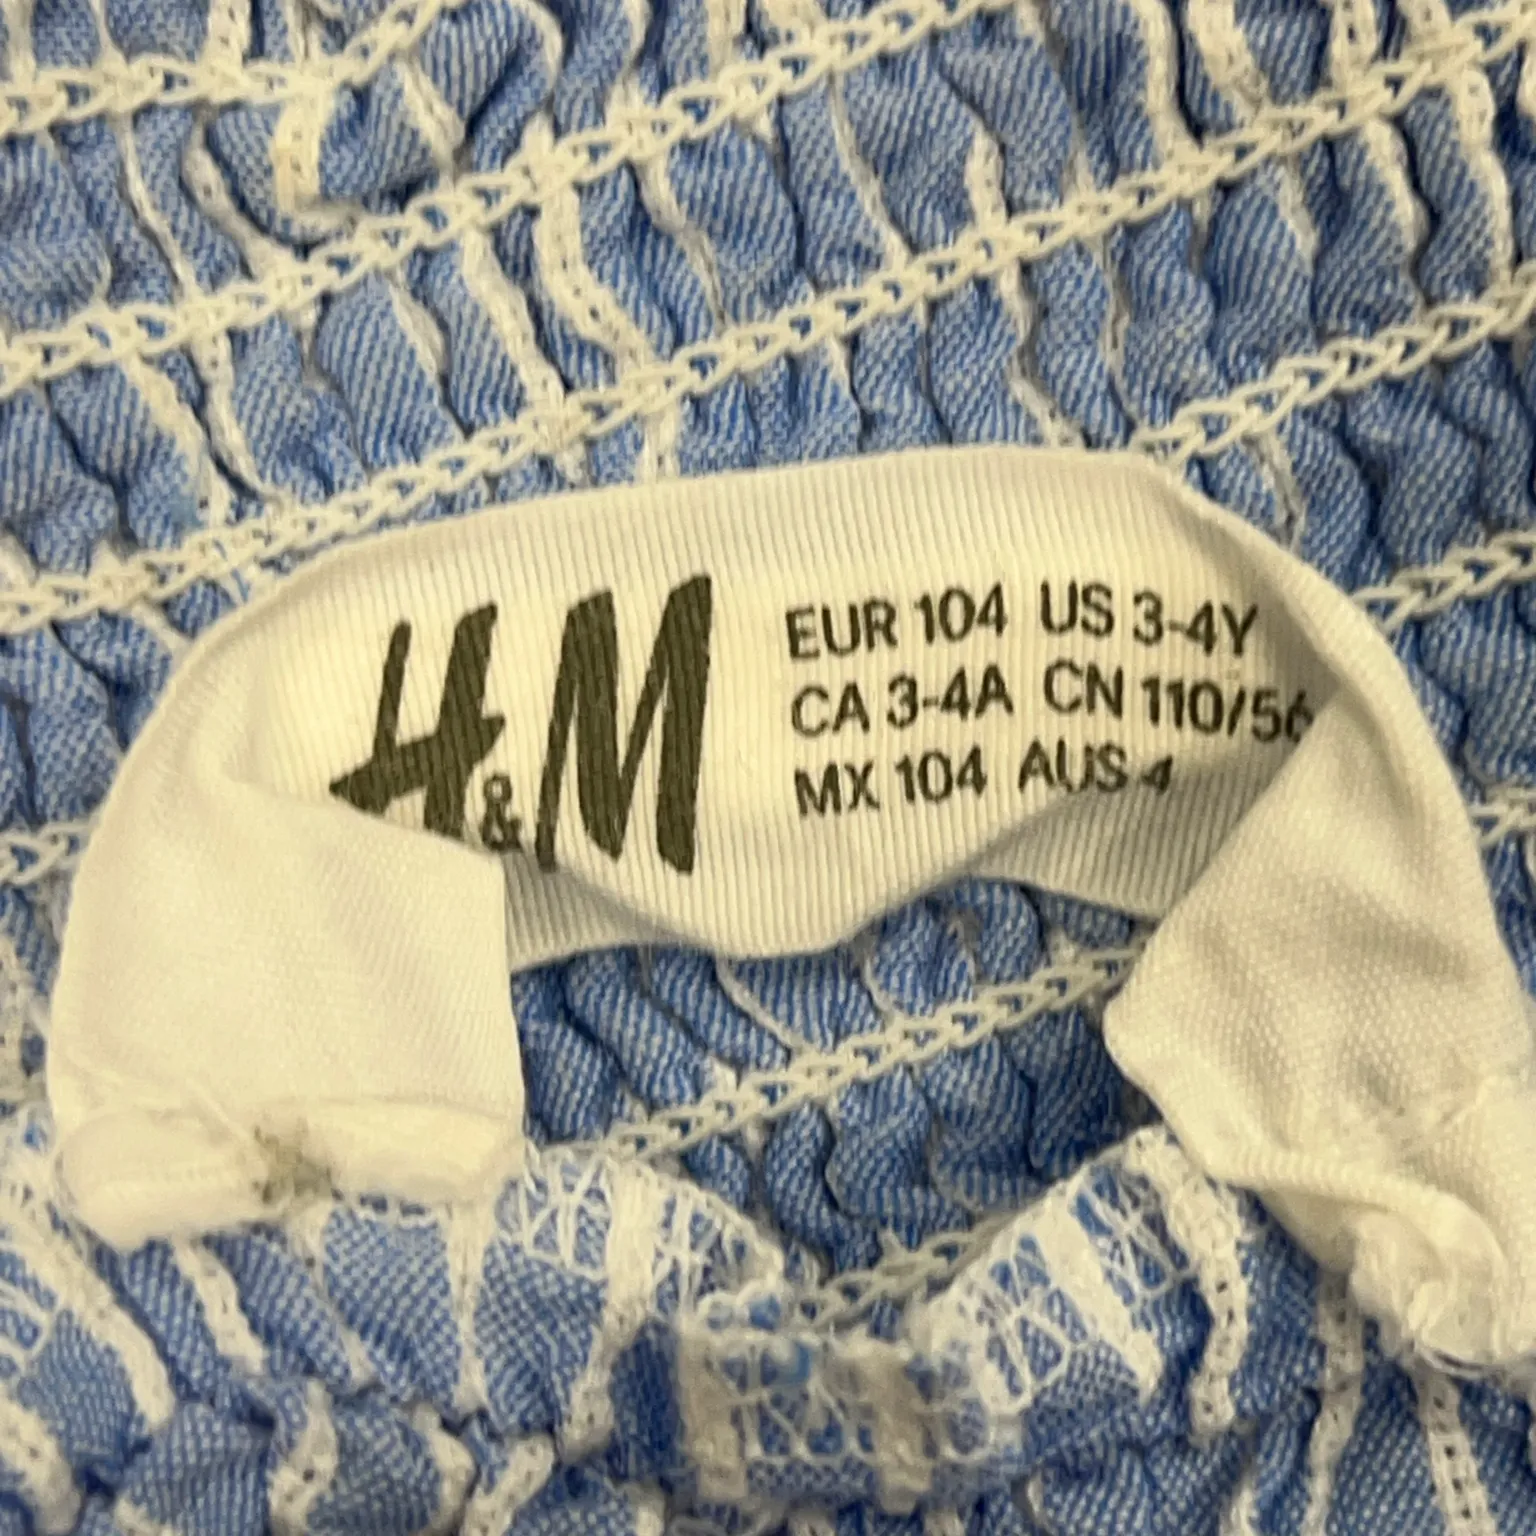 H&M
EUR 104 US 3-4Y
CA 3-4A CN 110/56
MX 104 AUS 4